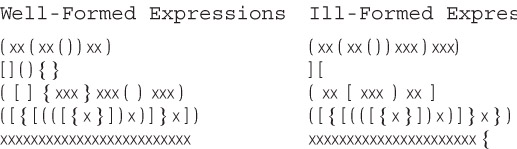 Well-Formed Expressions Ill-Formed Expres
(xx(xx())xx) (xx(xx())xxx)xxx)
[](){} ][
([]{xxx}xxx()xxx) (xx[xxx)xx]
([{[(([{x}])x)]}x]) ([{[(([{x}])x)]}x})
xxxxxxxxxxxxxxxxxxxxxxxxx xxxxxxxxxxxxxxxxxxxxxx{